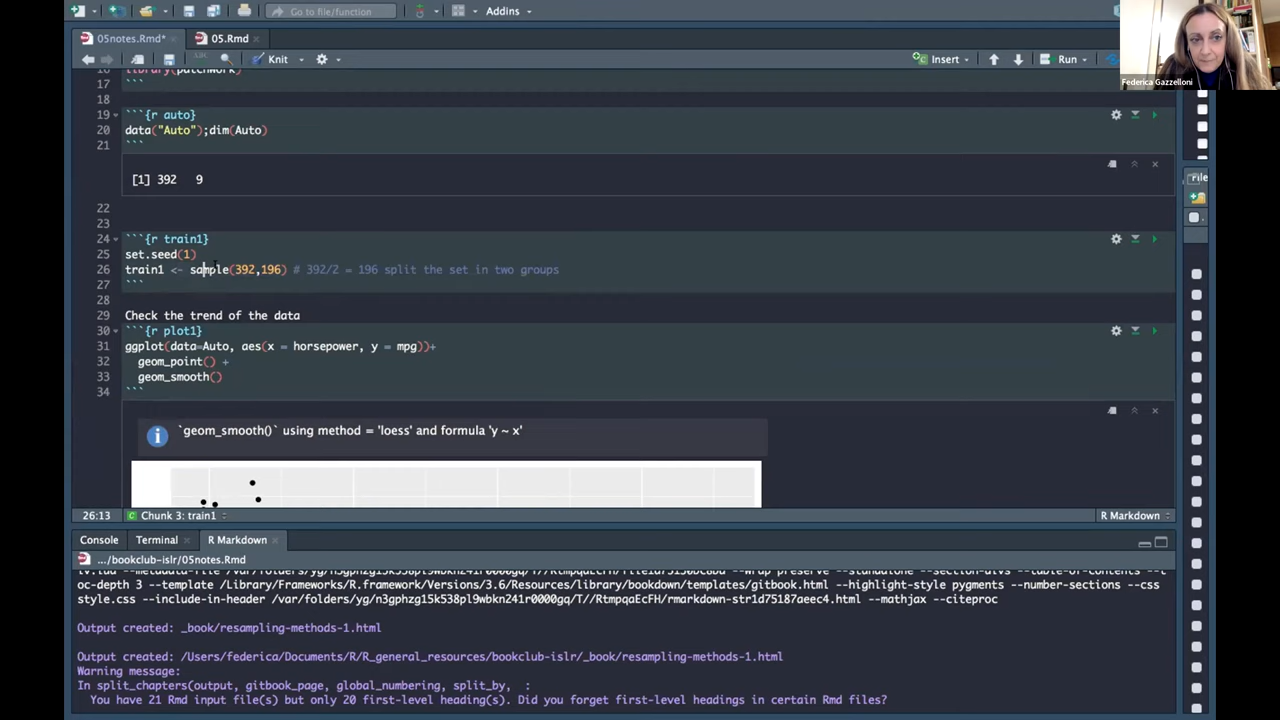 Go to file/function
Addins
05notes.Rmd*
05.Rmd
Federica Gazzelloni
Knit
Insert
Run
16 library(patchwork)
17 ```
18
19 ```{r auto}
20 data("Auto");dim(Auto)
21 ```
[1] 392 9
22
23
24 ```{r train1}
25 set.seed(1)
26 train1 <- sample(392,196) # 392/2 = 196 split the set in two groups
27 ```
28
29 Check the trend of the data
30 ```{r plot1}
31 ggplot(data=Auto, aes(x = horsepower, y = mpg))+
32 geom_point() +
33 geom_smooth()
34 ```
`geom_smooth()` using method = 'loess' and formula 'y ~ x'
26:13 Chunk 3: train1 R Markdown
Console Terminal R Markdown
.../bookclub-islr/05notes.Rmd
oc-depth 3 --template /Library/Frameworks/R.framework/Versions/3.6/Resources/library/bookdown/templates/gitbook.html --highlight-style pygments --number-sections --css
style.css --include-in-header /var/folders/yg/n3gphzg15k538pl9wbkn241r0000gq/T//RtmpqaEcFH/rmarkdown-str1d75187aeec4.html --mathjax --citeproc
Output created: _book/resampling-methods-1.html
Output created: /Users/federica/Documents/R/R_general_resources/bookclub-islr/_book/resampling-methods-1.html
Warning message:
In split_chapters(output, gitbook_page, global_numbering, split_by, :
You have 21 Rmd input file(s) but only 20 first-level heading(s). Did you forget first-level headings in certain Rmd files?